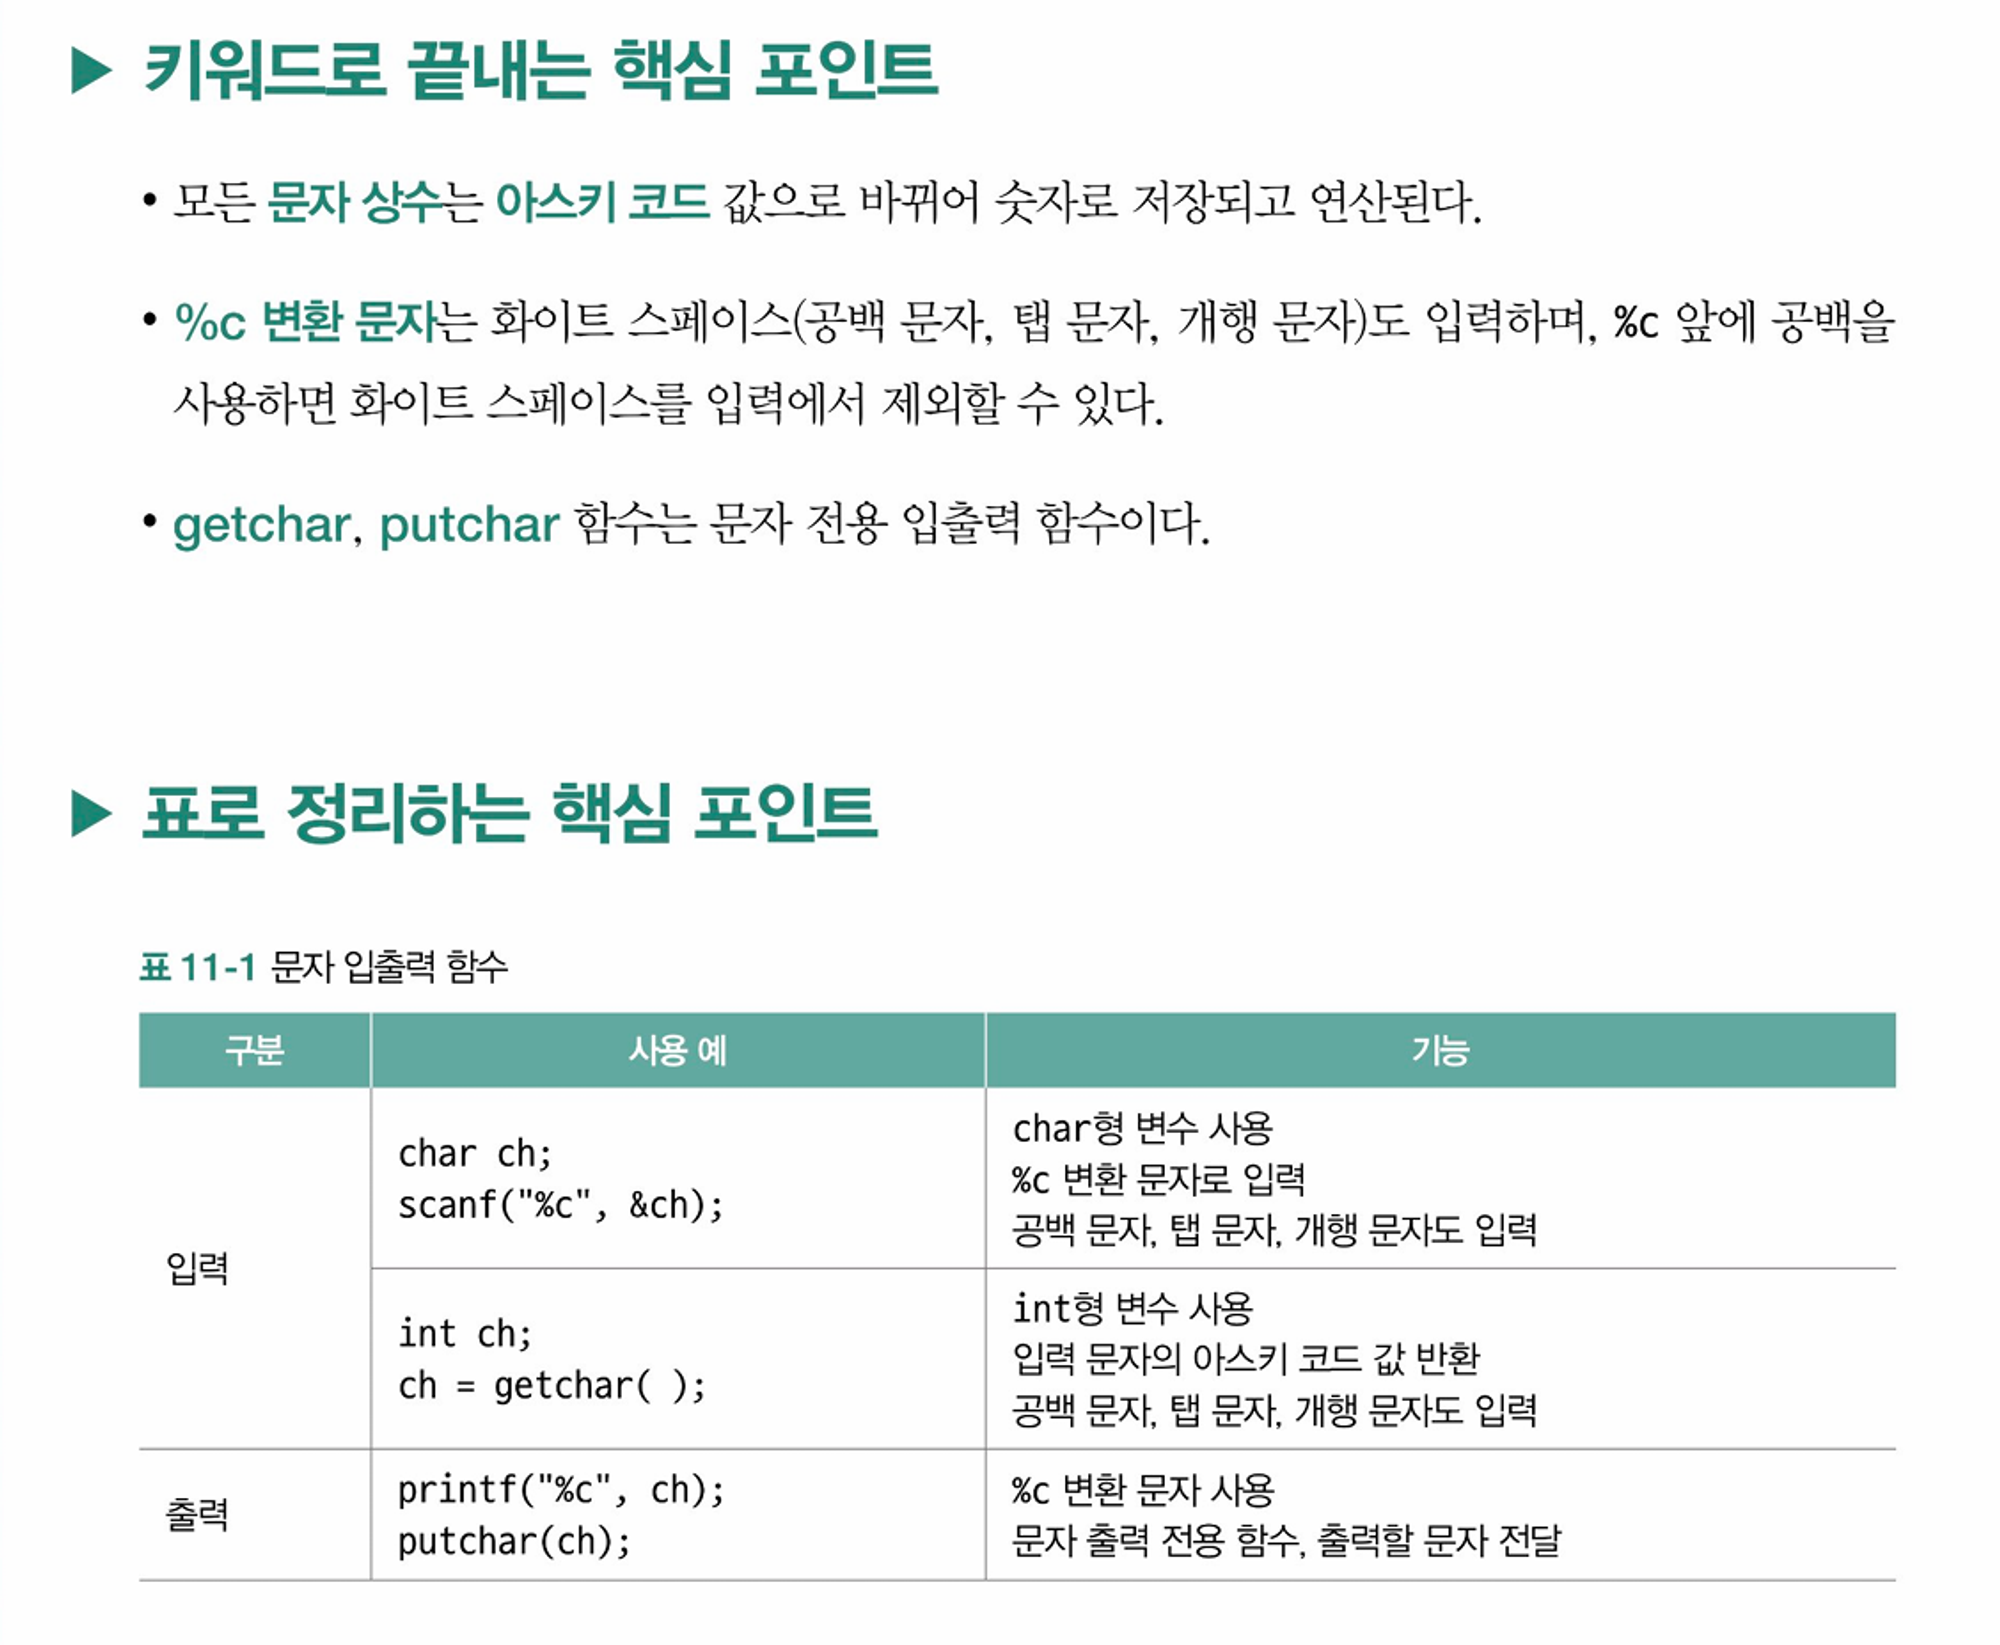 ▶ 키워드로 끝내는 핵심 포인트
• 모든 문자 상수는 아스키 코드 값으로 바뀌어 숫자로 저장되고 연산된다.
• %c 변환 문자는 화이트 스페이스(공백 문자, 탭 문자, 개행 문자)도 입력하며, %c 앞에 공백을
사용하면 화이트 스페이스를 입력에서 제외할 수 있다.
• getchar, putchar 함수는 문자 전용 입출력 함수이다.
▶ 표로 정리하는 핵심 포인트
표 11-1 문자 입출력 함수
구분 사용 예 기능
입력
char ch;
scanf("%c", &ch);
char형 변수 사용
%c 변환 문자로 입력
공백 문자, 탭 문자, 개행 문자도 입력
int ch;
ch = getchar( );
int형 변수 사용
입력 문자의 아스키 코드 값 반환
공백 문자, 탭 문자, 개행 문자도 입력
출력
printf("%c", ch);
putchar(ch);
%c 변환 문자 사용
문자 출력 전용 함수, 출력할 문자 전달